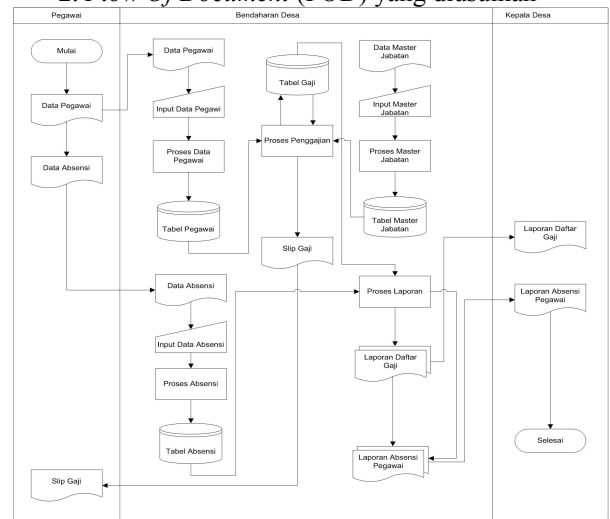 2. Flow Of Document (FOD) yang diusulkan
Pegawai
Bendaharan Desa
Kepala Desa
Mulai
Data Pegawai
Data Absensi
Slip Gaji
Data Pegawai
Input Data Pegawi
Proses Data
Pegawai
Tabel Pegawai
Data Absensi
Input Data Absensi
Proses Absensi
Tabel Absensi
Tabel Gaji
Proses Penggajian
Slip Gaji
Data Master
Jabatan
Input Master
Jabatan
Proses Master
Jabatan
Tabel Master
Jabatan
Proses Laporan
Laporan Daftar
Gaji
Laporan Absensi
Pegawai
Laporan Daftar
Gaji
Laporan Absensi
Pegawai
Selesai